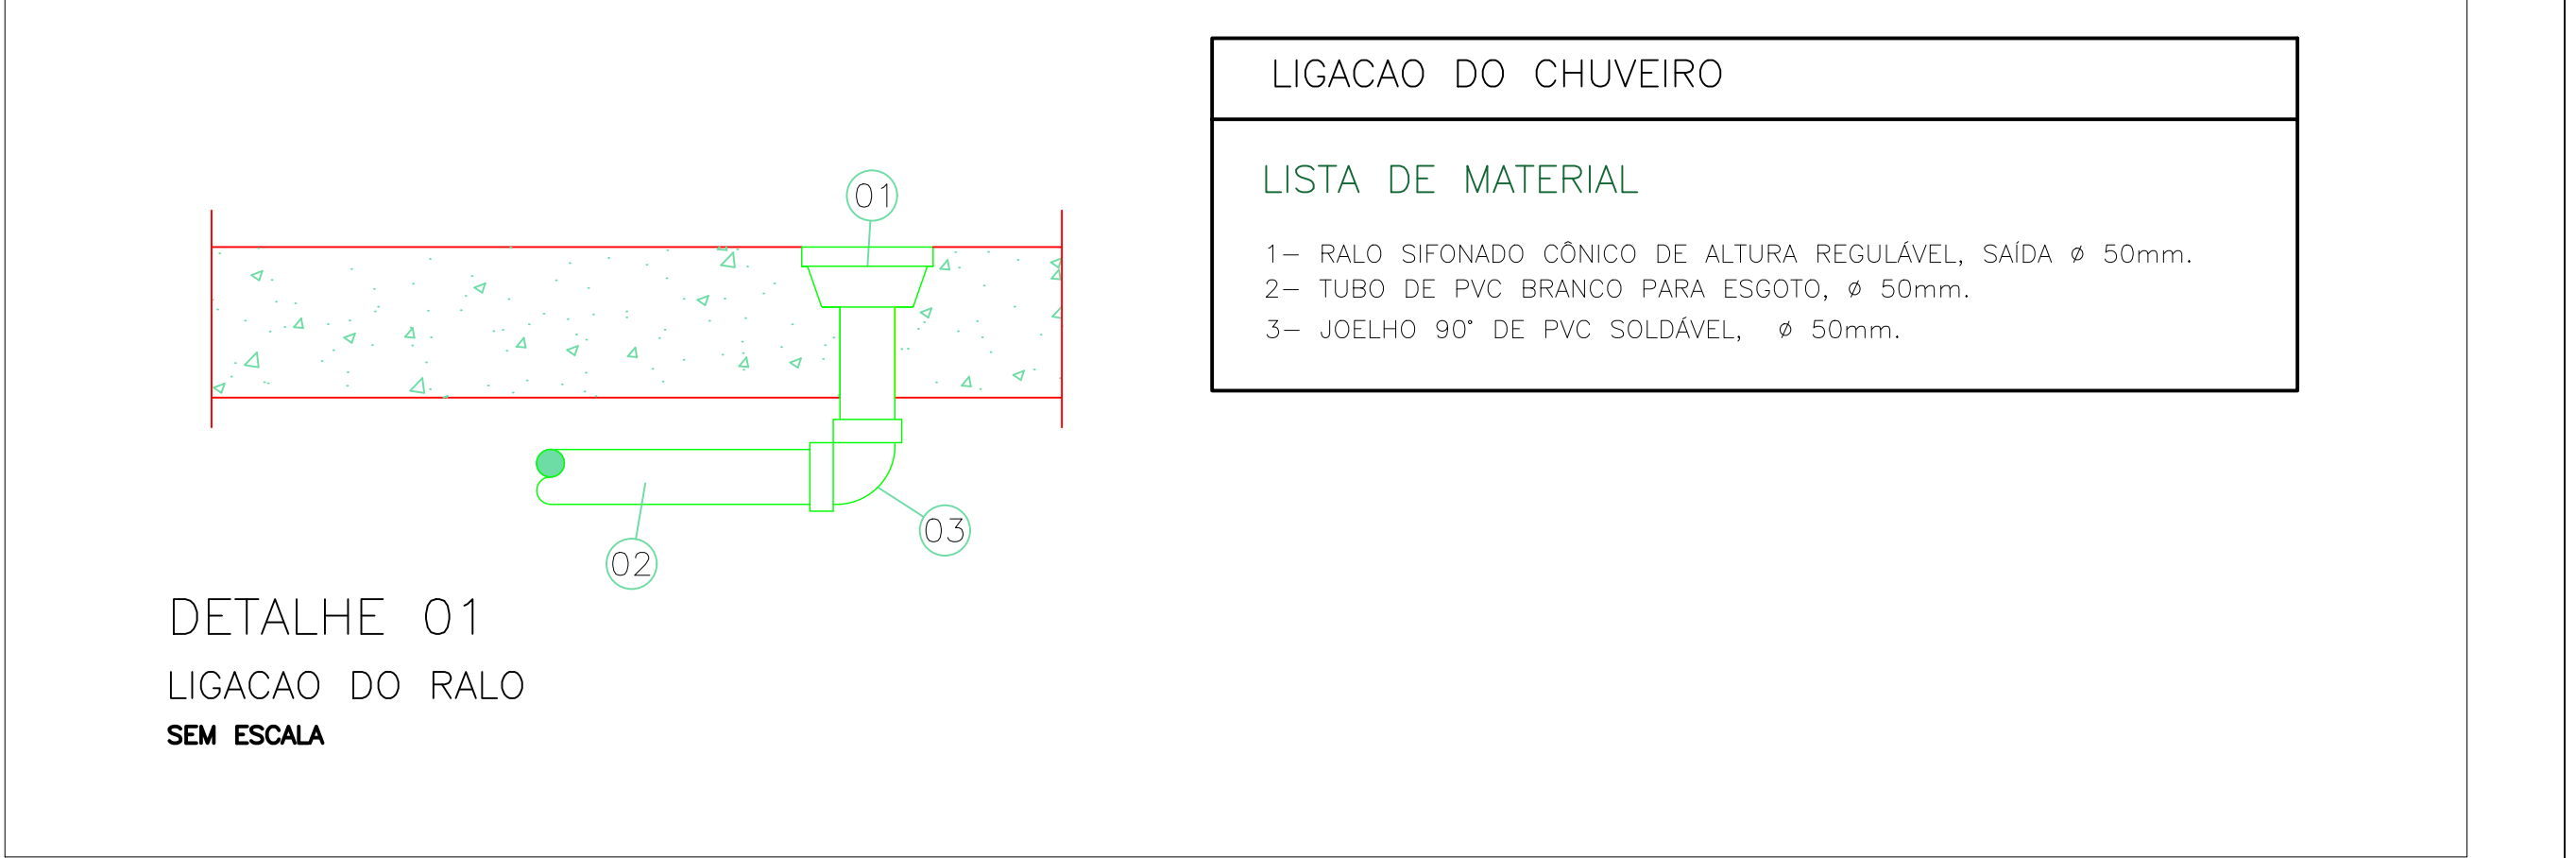 01
02
03
DETALHE 01
LIGACAO DO RALO
SEM ESCALA
LIGACAO DO CHUVEIRO
LISTA DE MATERIAL
1- RALO SIFONADO CÔNICO DE ALTURA REGULÁVEL, SAÍDA ø 50mm.
2- TUBO DE PVC BRANCO PARA ESGOTO, ø 50mm.
3- JOELHO 90° DE PVC SOLDÁVEL, ø 50mm.